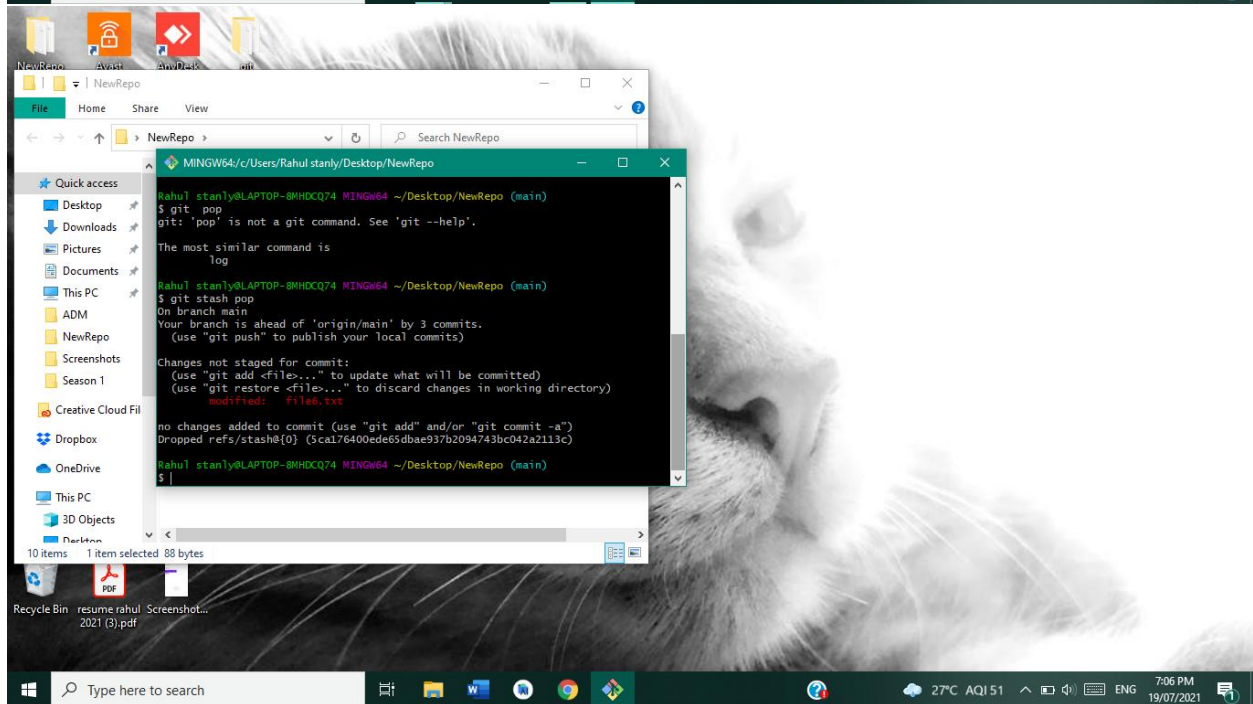 NewRepo
Avast
AnyDesk
git
NewRepo
File Home Share View
NewRepo
Search NewRepo
MINGW64:/c/Users/Rahul stanly/Desktop/NewRepo
Quick access
Desktop
Downloads
Pictures
Documents
This PC
ADM
NewRepo
Screenshots
Season 1
Creative Cloud Fil
Dropbox
OneDrive
This PC
3D Objects
Desktop
Rahul stanly@LAPTOP-8MHDCQ74 MINGW64 ~/Desktop/NewRepo (main)
$ git  pop
git: 'pop' is not a git command. See 'git --help'.
The most similar command is
log
Rahul stanly@LAPTOP-8MHDCQ74 MINGW64 ~/Desktop/NewRepo (main)
$ git stash pop
On branch main
Your branch is ahead of 'origin/main' by 3 commits.
(use "git push" to publish your local commits)
Changes not staged for commit:
(use "git add <file>..." to update what will be committed)
(use "git restore <file>..." to discard changes in working directory)
modified:   file6.txt
no changes added to commit (use "git add" and/or "git commit -a")
Dropped refs/stash@{0} (5ca176400ede65dbae937b2094743bc042a2113c)
Rahul stanly@LAPTOP-8MHDCQ74 MINGW64 ~/Desktop/NewRepo (main)
$
10 items 1 item selected 88 bytes
PDF
Recycle Bin
resume rahul
2021 (3).pdf
Screenshot...
Type here to search
27°C AQI 51
ENG
7:06 PM
19/07/2021
1